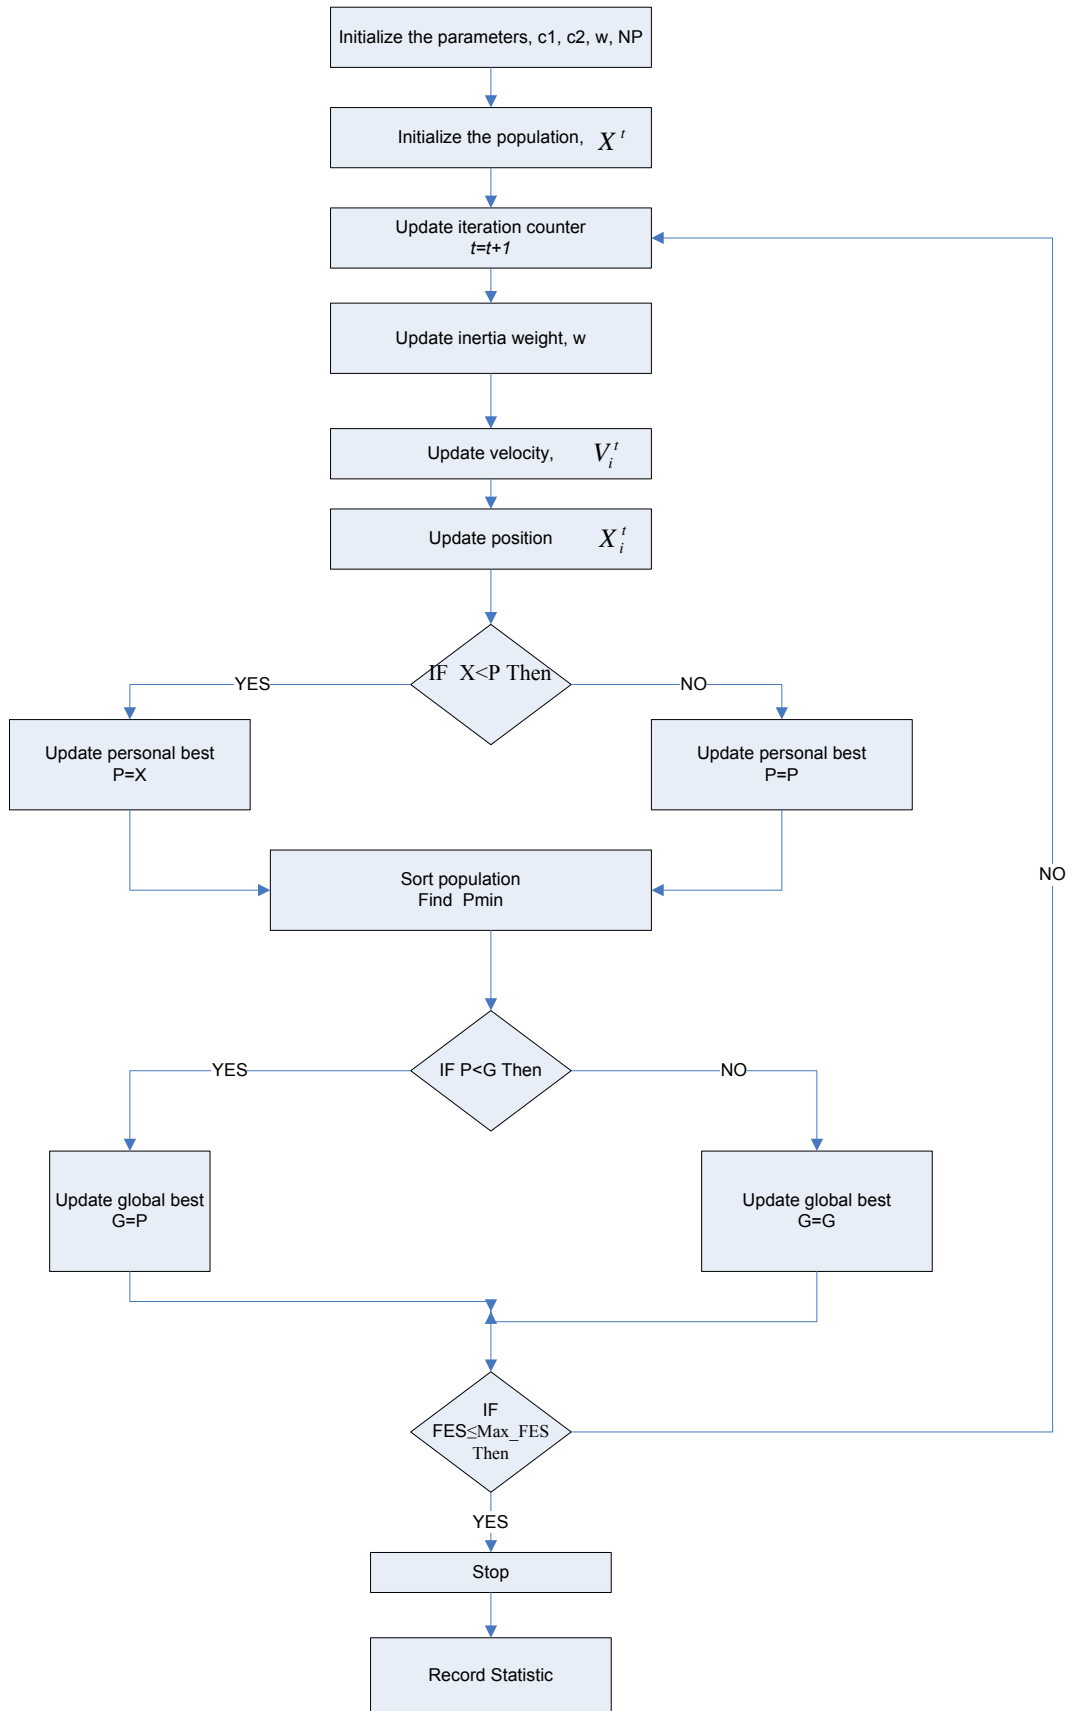 Initialize the parameters, c1, c2, w, NP
Initialize the population, X^t
Update iteration counter
t=t+1
Update inertia weight, w
Update velocity, V_i^t
Update position X_i^t
IF X<P Then
YES
NO
Update personal best
P=X
Update personal best
P=P
Sort population
Find Pmin
NO
IF P<G Then
YES
NO
Update global best
G=P
Update global best
G=G
IF
FES≤Max_FES
Then
YES
Stop
Record Statistic